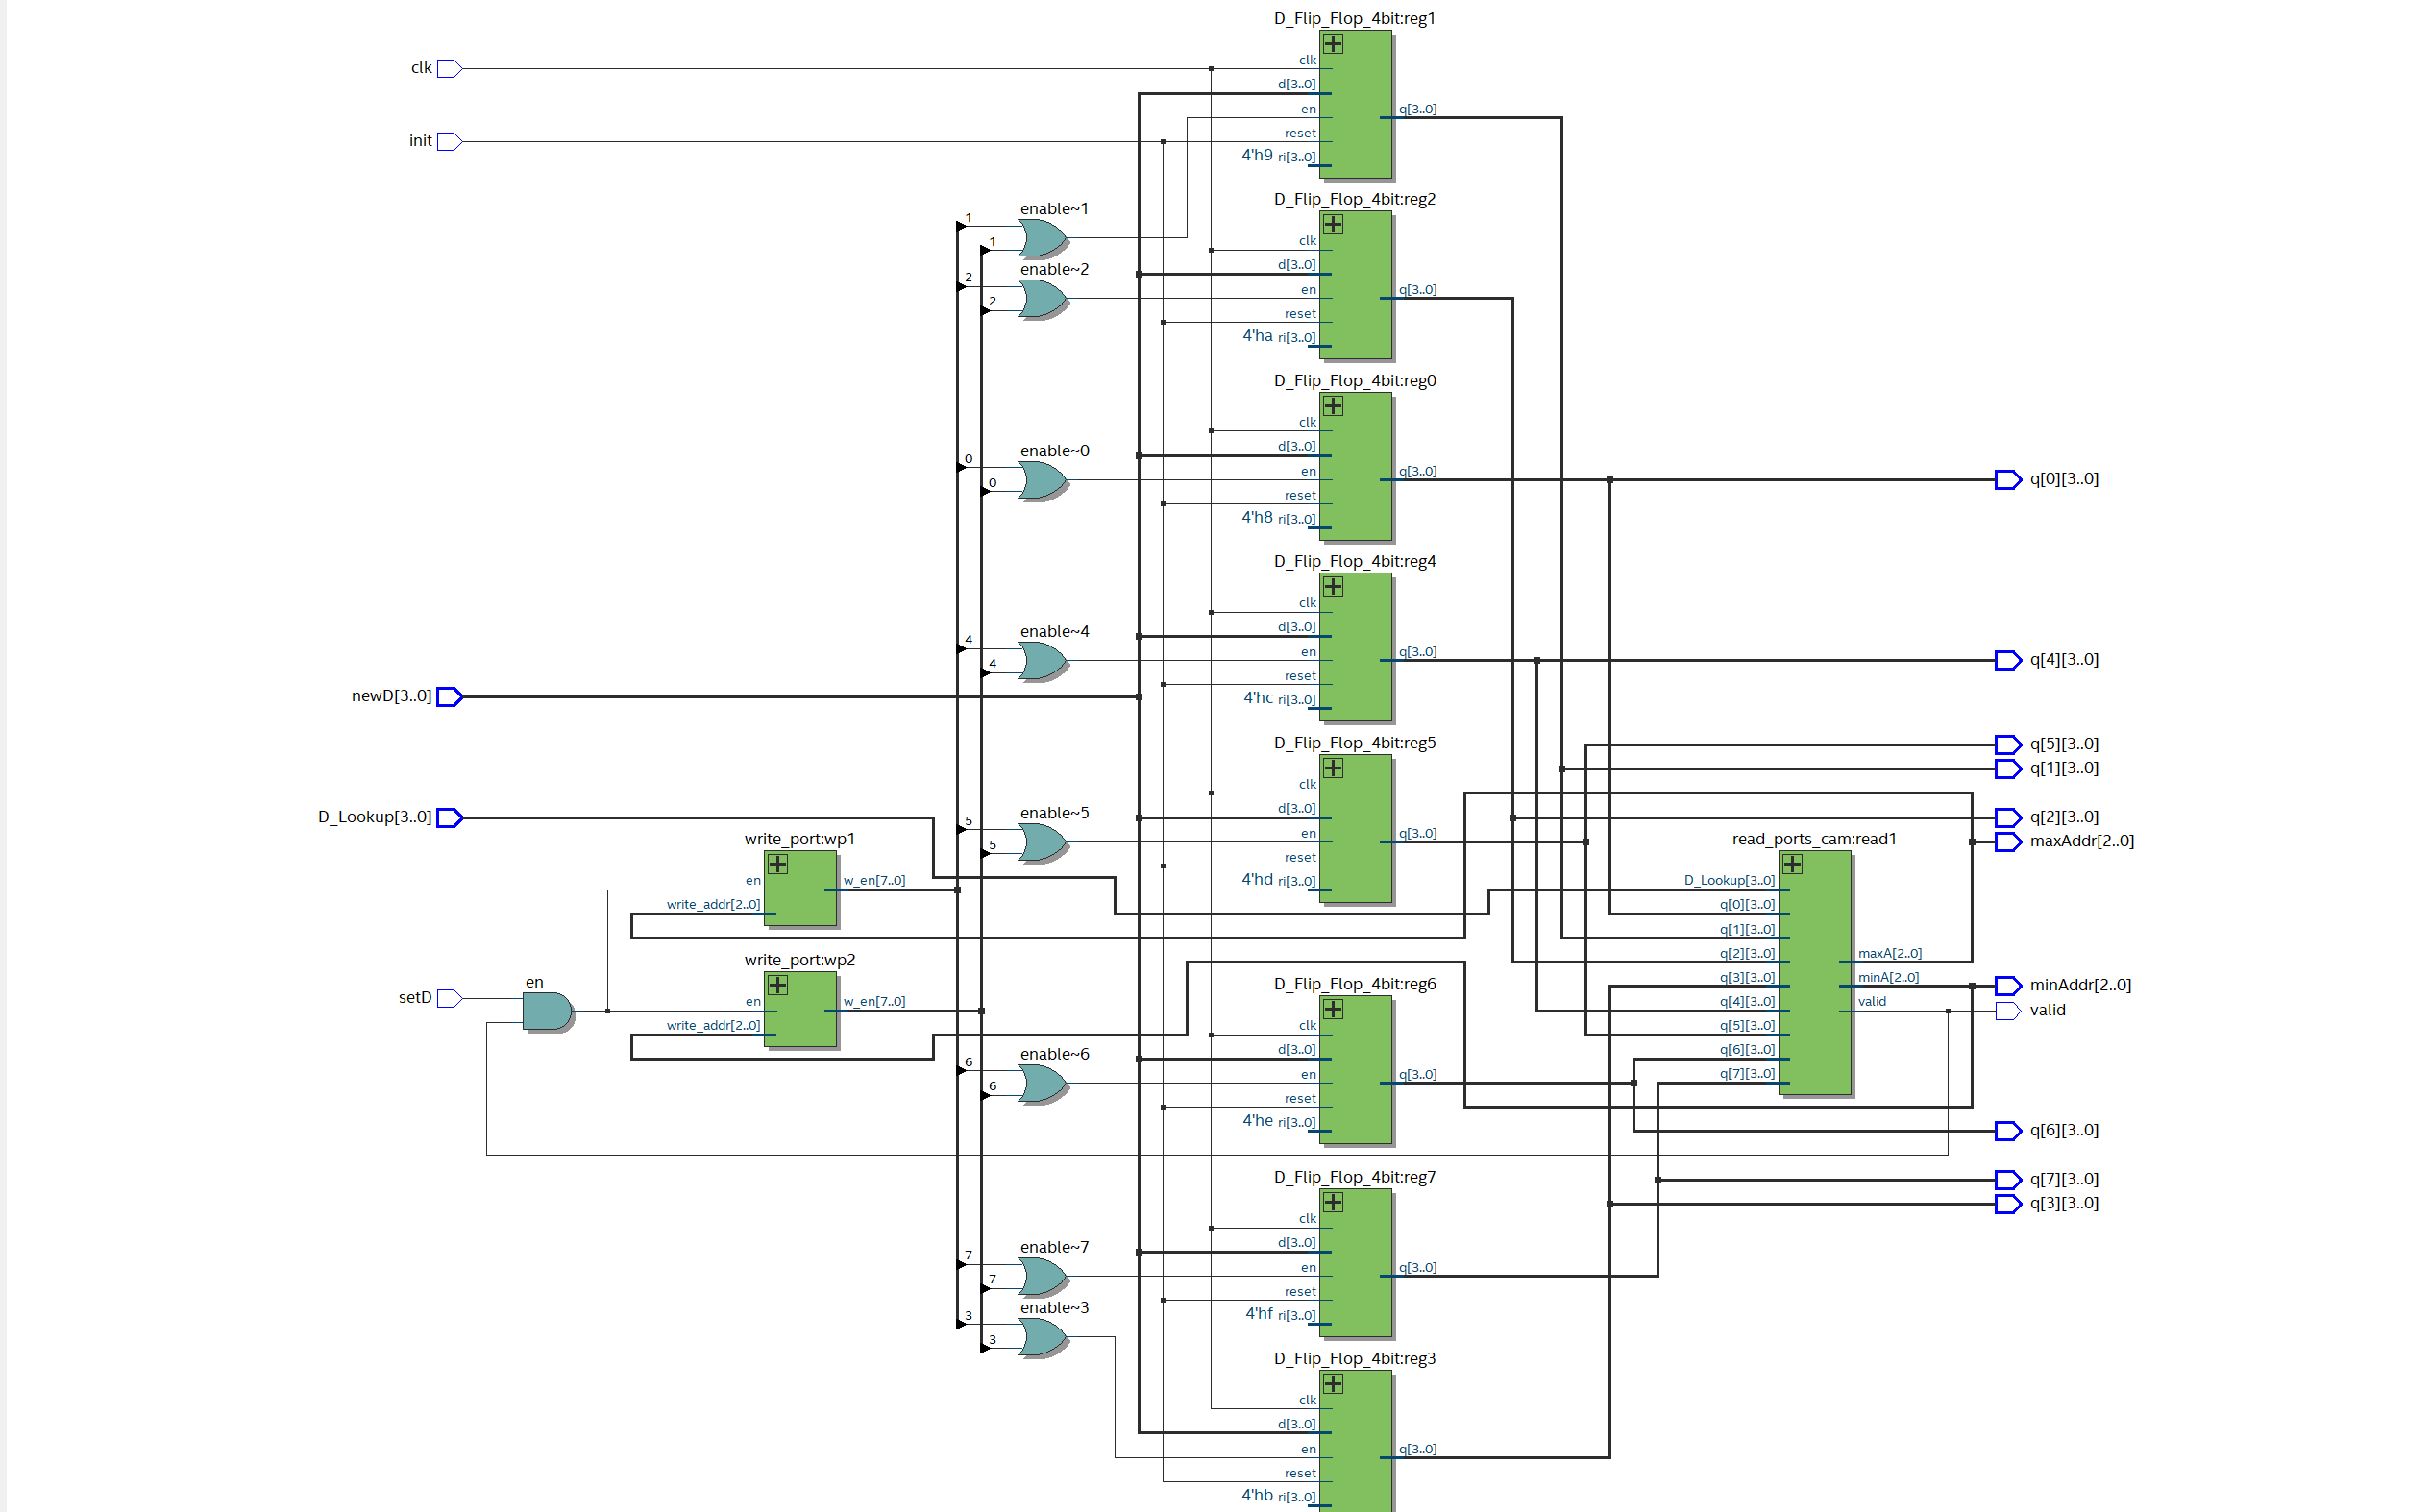 D_Flip_Flop_4bit:reg1
clk
clk
d[3..0]
en
q[3..0]
init
reset
4'h9 ri[3..0]
D_Flip_Flop_4bit:reg2
enable~1
1
1
clk
enable~2
d[3..0]
2
en
q[3..0]
2
reset
4'ha ri[3..0]
D_Flip_Flop_4bit:reg0
clk
enable~0
d[3..0]
0
en
q[3..0]
q[0][3..0]
0
reset
4'h8 ri[3..0]
D_Flip_Flop_4bit:reg4
clk
enable~4
d[3..0]
4
en
q[3..0]
q[4][3..0]
4
reset
newD[3..0]
4'hc ri[3..0]
D_Flip_Flop_4bit:reg5
q[5][3..0]
q[1][3..0]
clk
enable~5
d[3..0]
D_Lookup[3..0]
5
q[2][3..0]
en
q[3..0]
write_port:wp1
read_ports_cam:read1
maxAddr[2..0]
5
reset
en
w_en[7..0]
4'hd ri[3..0]
D_Lookup[3..0]
write_addr[2..0]
q[0][3..0]
q[1][3..0]
write_port:wp2
q[2][3..0]
maxA[2..0]
en
D_Flip_Flop_4bit:reg6
q[3][3..0]
minA[2..0]
minAddr[2..0]
setD
en
w_en[7..0]
q[4][3..0]
valid
valid
write_addr[2..0]
clk
q[5][3..0]
enable~6
d[3..0]
q[6][3..0]
6
en
q[3..0]
q[7][3..0]
6
reset
4'he ri[3..0]
q[6][3..0]
D_Flip_Flop_4bit:reg7
q[7][3..0]
q[3][3..0]
clk
enable~7
d[3..0]
7
en
q[3..0]
7
reset
enable~3
4'hf ri[3..0]
3
3
D_Flip_Flop_4bit:reg3
clk
d[3..0]
en
q[3..0]
reset
4'hb ri[3..0]